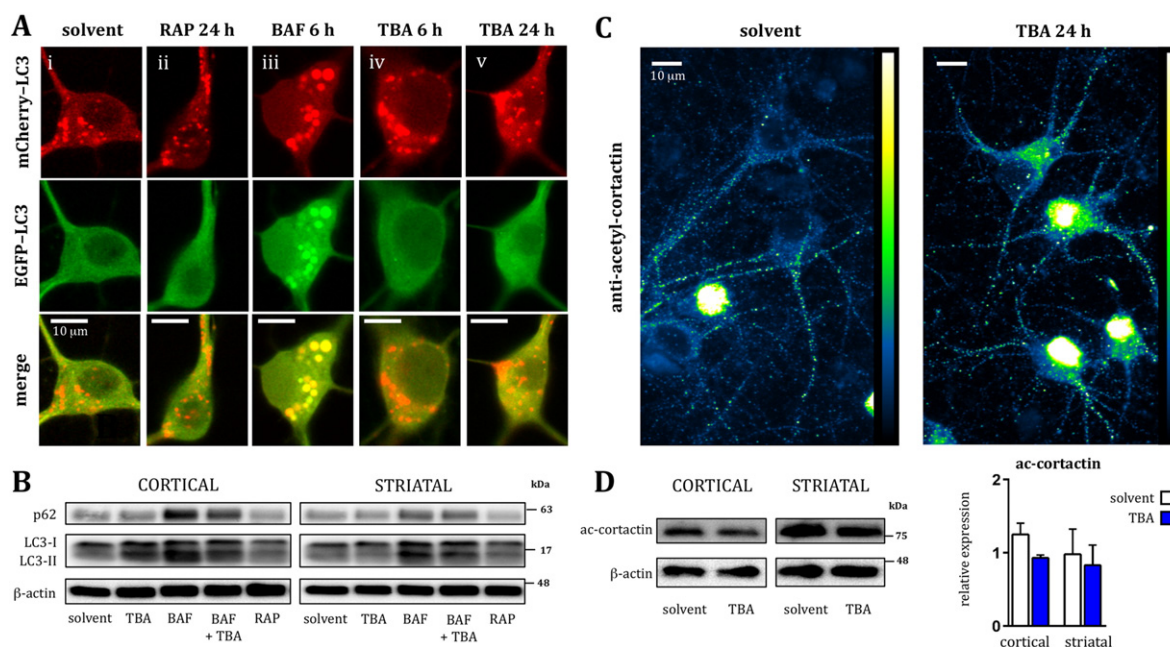 A
solvent RAP 24 h BAF 6 h TBA 6 h TBA 24 h
i ii iii iv v
mCherry–LC3
EGFP–LC3
merge
10 µm
B
CORTICAL STRIATAL
kDa
p62
63
LC3-I
LC3-II
17
β-actin
48
solvent TBA BAF BAF + TBA RAP solvent TBA BAF BAF + TBA RAP
C
solvent TBA 24 h
10 µm
anti-acetyl-cortactin
D
CORTICAL STRIATAL
kDa
ac-cortactin
75
48
β-actin
solvent TBA solvent TBA
ac-cortactin
relative expression
2
1
0
cortical striatal
solvent
TBA